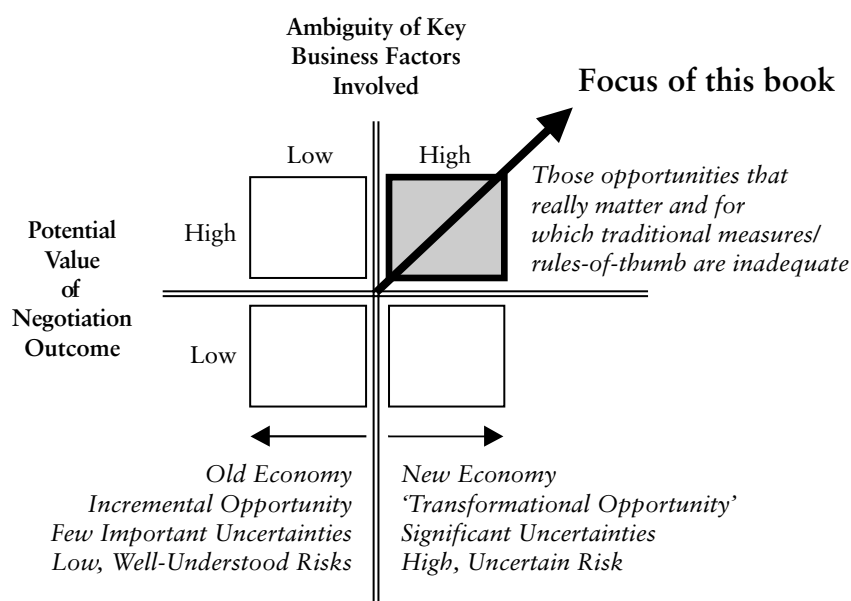 Ambiguity of Key
Business Factors
Involved
Focus of this book
Low
High
Those opportunities that
really matter and for
which traditional measures/
rules-of-thumb are inadequate
Potential
Value
of
Negotiation
Outcome
High
Low
Old Economy
Incremental Opportunity
Few Important Uncertainties
Low, Well-Understood Risks
New Economy
‘Transformational Opportunity’
Significant Uncertainties
High, Uncertain Risk